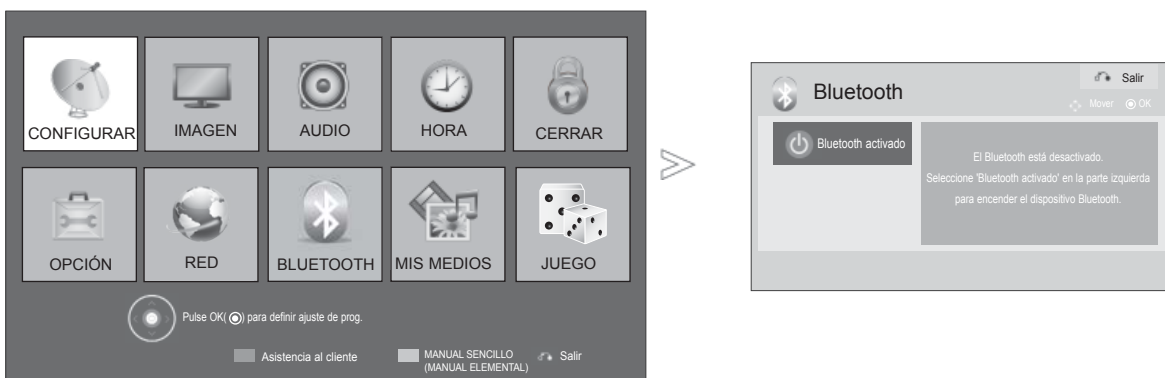 CONFIGURAR
IMAGEN
AUDIO
HORA
CERRAR
OPCIÓN
RED
BLUETOOTH
MIS MEDIOS
JUEGO
Pulse OK( ) para definir ajuste de prog.
Asistencia al cliente
MANUAL SENCILLO
(MANUAL ELEMENTAL)
Salir
Bluetooth
Salir
Mover OK
Bluetooth activado
El Bluetooth está desactivado.
Seleccione 'Bluetooth activado' en la parte izquierda
para encender el dispositivo Bluetooth.